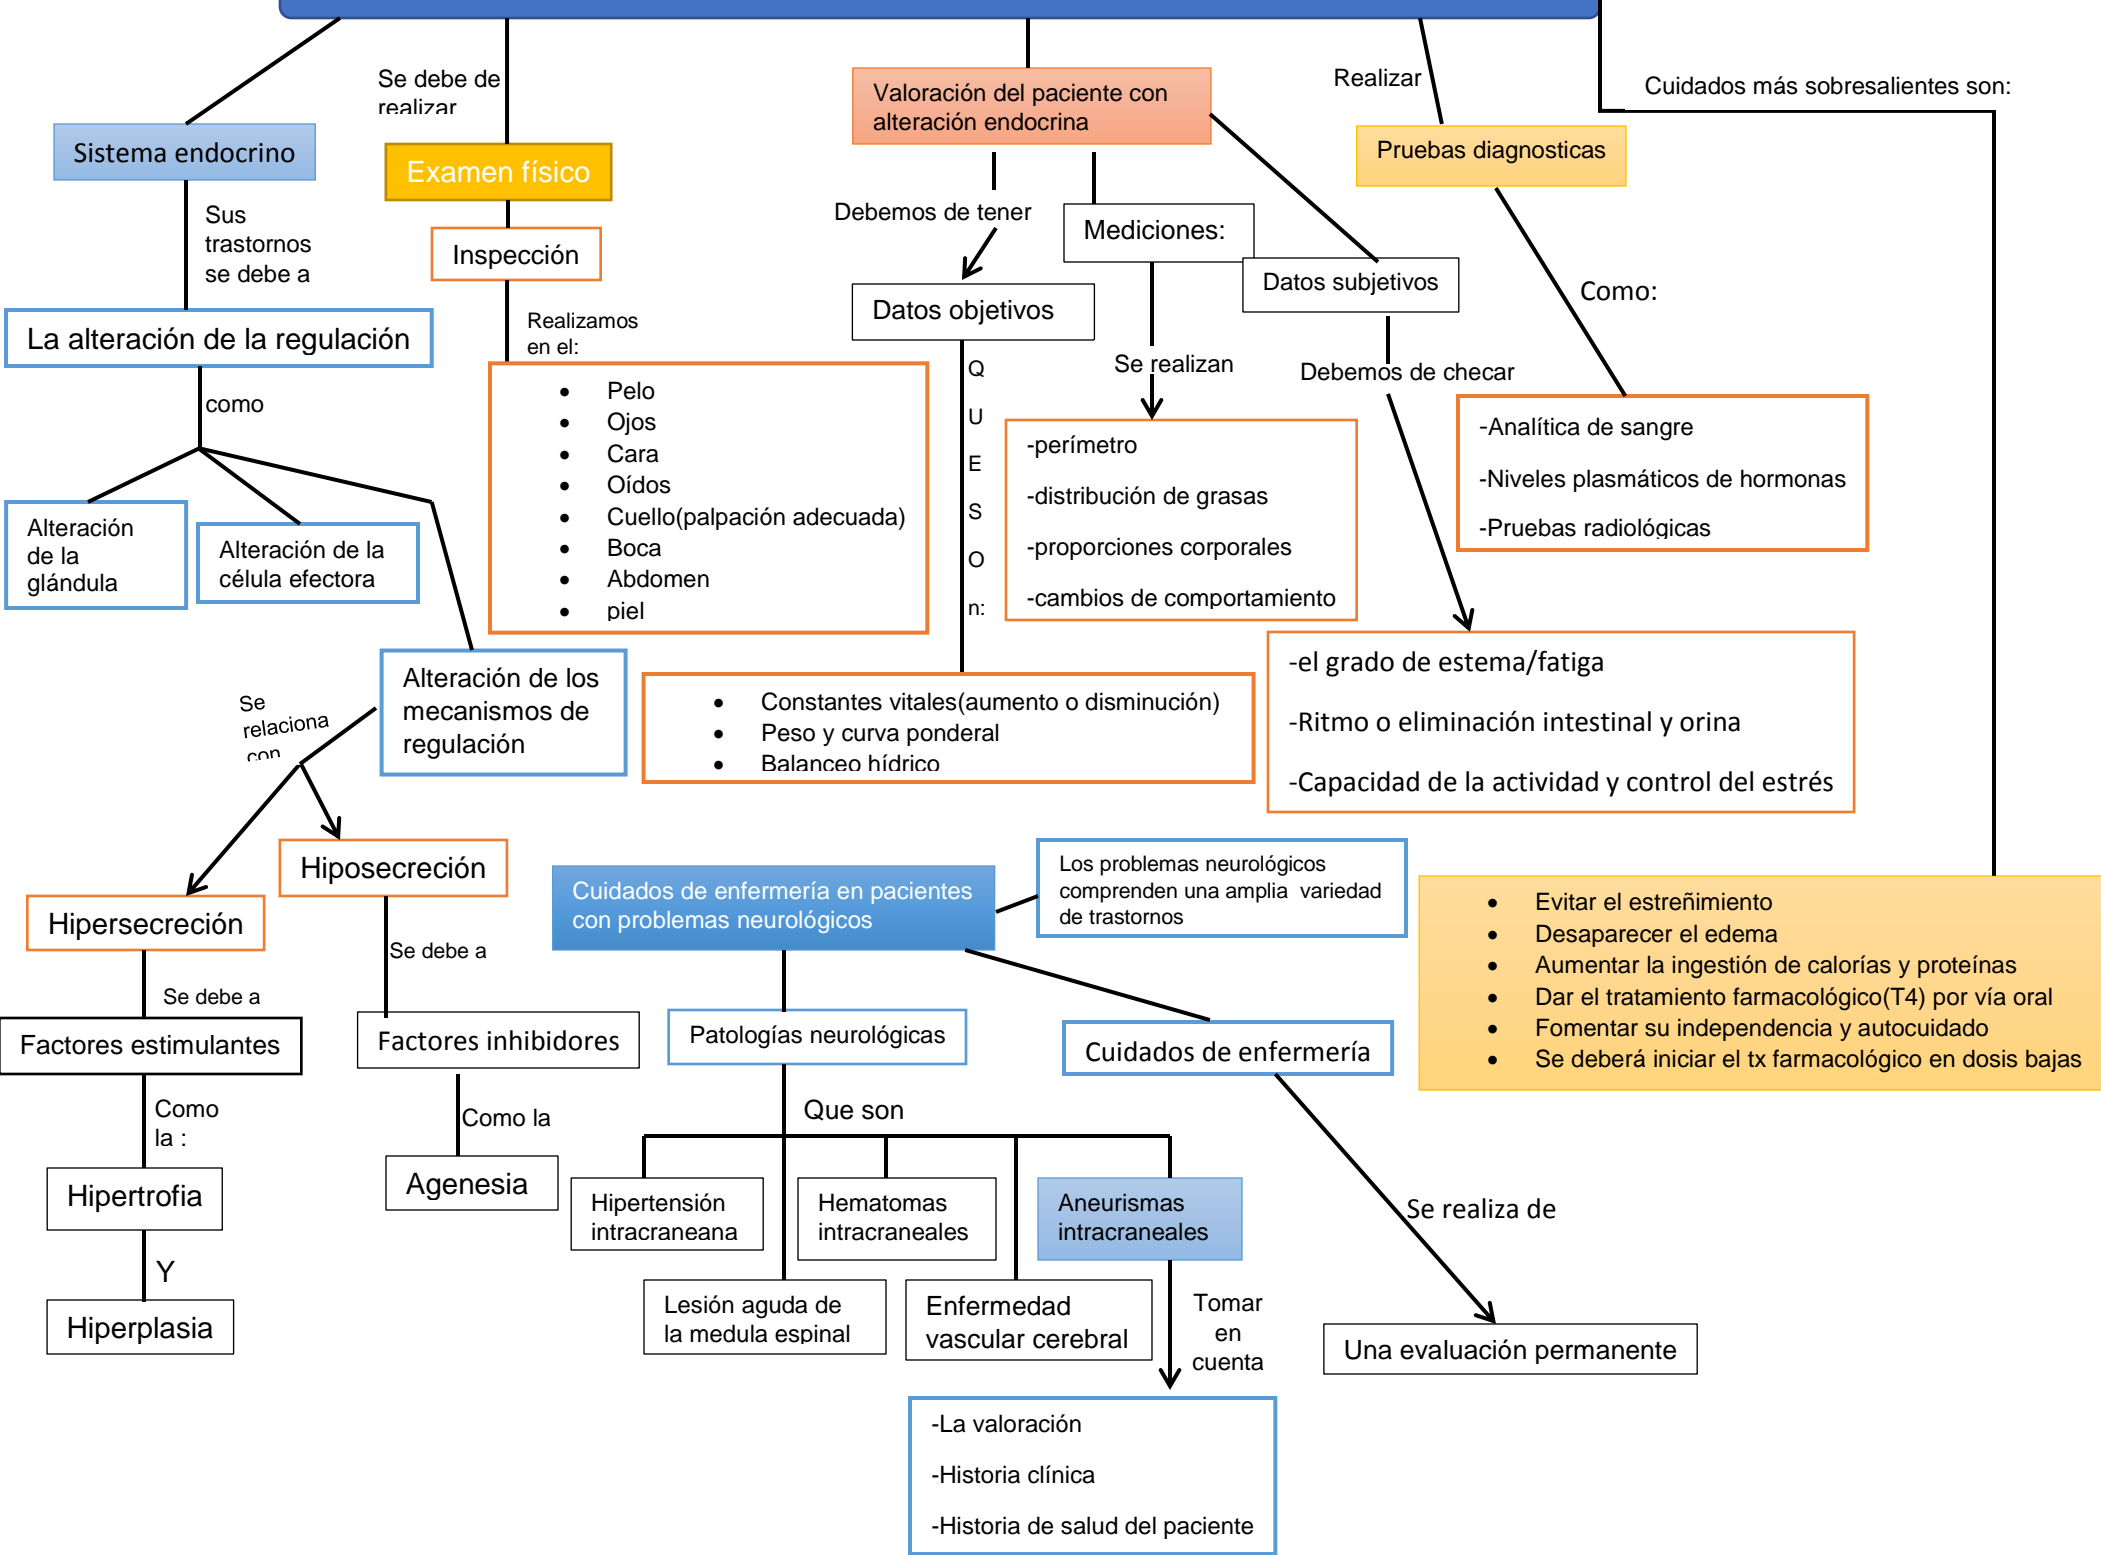 Se debe de
realizar
Realizar
Cuidados más sobresalientes son:
Valoración del paciente con
alteración endocrina
Sistema endocrino
Examen físico
Pruebas diagnosticas
Sus
trastornos
se debe a
Inspección
Debemos de tener
Mediciones:
Datos subjetivos
Como:
La alteración de la regulación
Realizamos
en el:
Datos objetivos
Se realizan
Debemos de checar
como
Q
U
E
S
O
n:
Pelo
Ojos
Cara
Oídos
Cuello(palpación adecuada)
Boca
Abdomen
piel
-perímetro
-distribución de grasas
-proporciones corporales
-cambios de comportamiento
-Analítica de sangre
-Niveles plasmáticos de hormonas
-Pruebas radiológicas
Alteración
de la
glándula
Alteración de la
célula efectora
Alteración de los
mecanismos de
regulación
Se
relaciona
con
Constantes vitales(aumento o disminución)
Peso y curva ponderal
Balanceo hídrico
-el grado de estema/fatiga
-Ritmo o eliminación intestinal y orina
-Capacidad de la actividad y control del estrés
Hiposecreción
Hipersecreción
Cuidados de enfermería en pacientes
con problemas neurológicos
Los problemas neurológicos
comprenden una amplia  variedad
de trastornos
Evitar el estreñimiento
Desaparecer el edema
Aumentar la ingestión de calorías y proteínas
Dar el tratamiento farmacológico(T4) por vía oral
Fomentar su independencia y autocuidado
Se deberá iniciar el tx farmacológico en dosis bajas
Se debe a
Se debe a
Factores estimulantes
Factores inhibidores
Patologías neurológicas
Cuidados de enfermería
Como
la :
Como la
Que son
Hipertrofia
Agenesia
Hipertensión
intracraneana
Hematomas
intracraneales
Aneurismas
intracraneales
Se realiza de
Y
Hiperplasia
Lesión aguda de
la medula espinal
Enfermedad
vascular cerebral
Tomar
en
cuenta
Una evaluación permanente
-La valoración
-Historia clínica
-Historia de salud del paciente